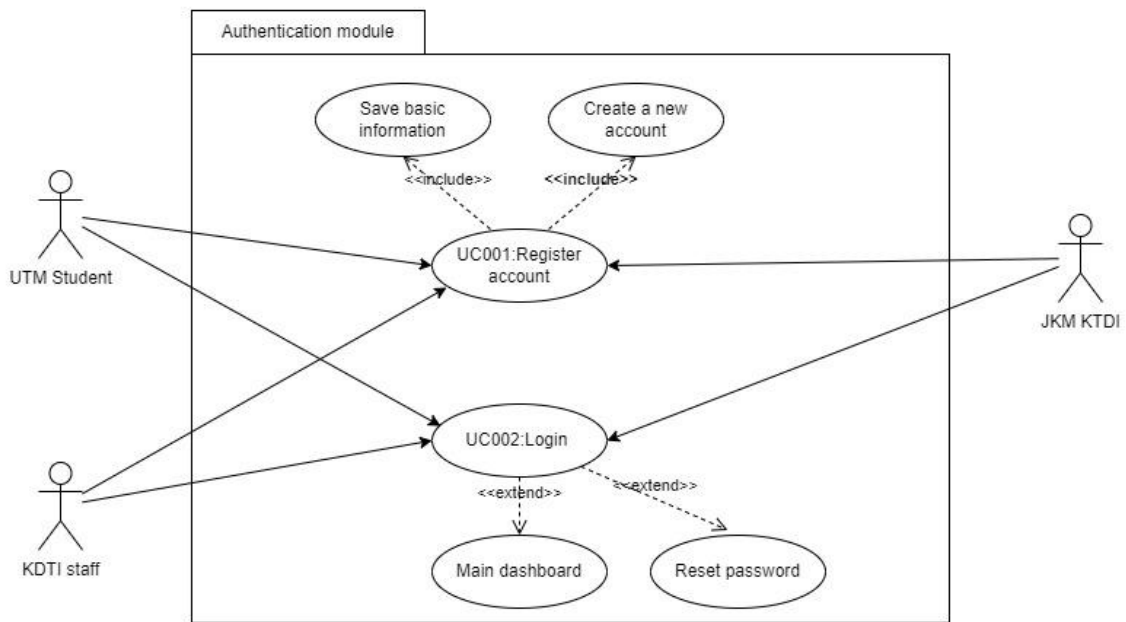 Authentication module
Save basic
information
Create a new
account
<<include>>
<<include>>
UTM Student
UC001:Register
account
JKM KTDI
UC002:Login
<<extend>>
<<extend>>
KDTI staff
Main dashboard
Reset password